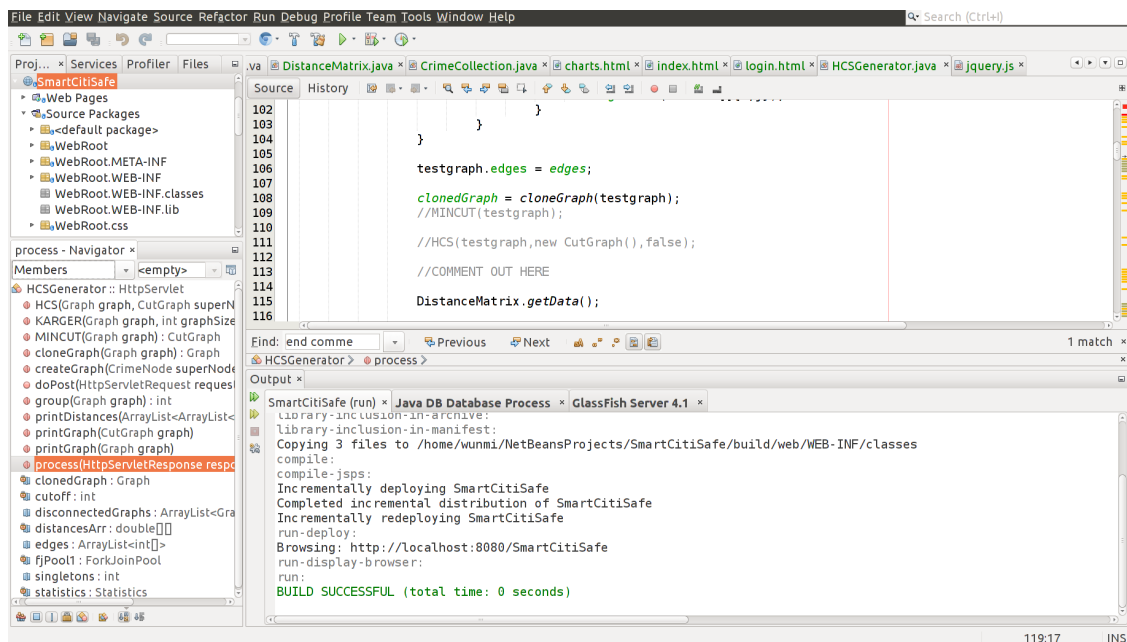 File Edit View Navigate Source Refactor Run Debug Profile Team Tools Window Help
Search (Ctrl+I)
Proj... × Services Profiler Files
.va DistanceMatrix.java × CrimeCollection.java × charts.html × index.html × login.html × HCSGenerator.java × jquery.js ×
SmartCitiSafe
Web Pages
Source Packages
<default package>
WebRoot
WebRoot.META-INF
WebRoot.WEB-INF
WebRoot.WEB-INF.classes
WebRoot.WEB-INF.lib
WebRoot.css
Source History
102 }
103 }
104 }
105
106 testgraph.edges = edges;
107
108 clonedGraph = cloneGraph(testgraph);
109 //MINCUT(testgraph);
110
111 //HCS(testgraph,new CutGraph(),false);
112
113 //COMMENT OUT HERE
114
115 DistanceMatrix.getData();
116
Find: end comme Previous Next 1 match ×
HCSGenerator > process >
process - Navigator ×
Members <empty>
HCSGenerator :: HttpServlet
HCS(Graph graph, CutGraph superN
KARGER(Graph graph, int graphSize
MINCUT(Graph graph) : CutGraph
cloneGraph(Graph graph) : Graph
createGraph(CrimeNode superNode
doPost(HttpServletRequest reques
group(Graph graph) : int
printDistances(ArrayList<ArrayList<
printGraph(CutGraph graph)
printGraph(Graph graph)
process(HttpServletResponse respo
clonedGraph : Graph
cutoff : int
disconnectedGraphs : ArrayList<Gra
distancesArr : double[][]
edges : ArrayList<int[]>
fjPool1 : ForkJoinPool
singletons : int
statistics : Statistics
Output ×
SmartCitiSafe (run) × Java DB Database Process × GlassFish Server 4.1 ×
library-inclusion-in-archive:
library-inclusion-in-manifest:
Copying 3 files to /home/wunmi/NetBeansProjects/SmartCitiSafe/build/web/WEB-INF/classes
compile:
compile-jsps:
Incrementally deploying SmartCitiSafe
Completed incremental distribution of SmartCitiSafe
Incrementally redeploying SmartCitiSafe
run-deploy:
Browsing: http://localhost:8080/SmartCitiSafe
run-display-browser:
run:
BUILD SUCCESSFUL (total time: 0 seconds)
119:17 INS